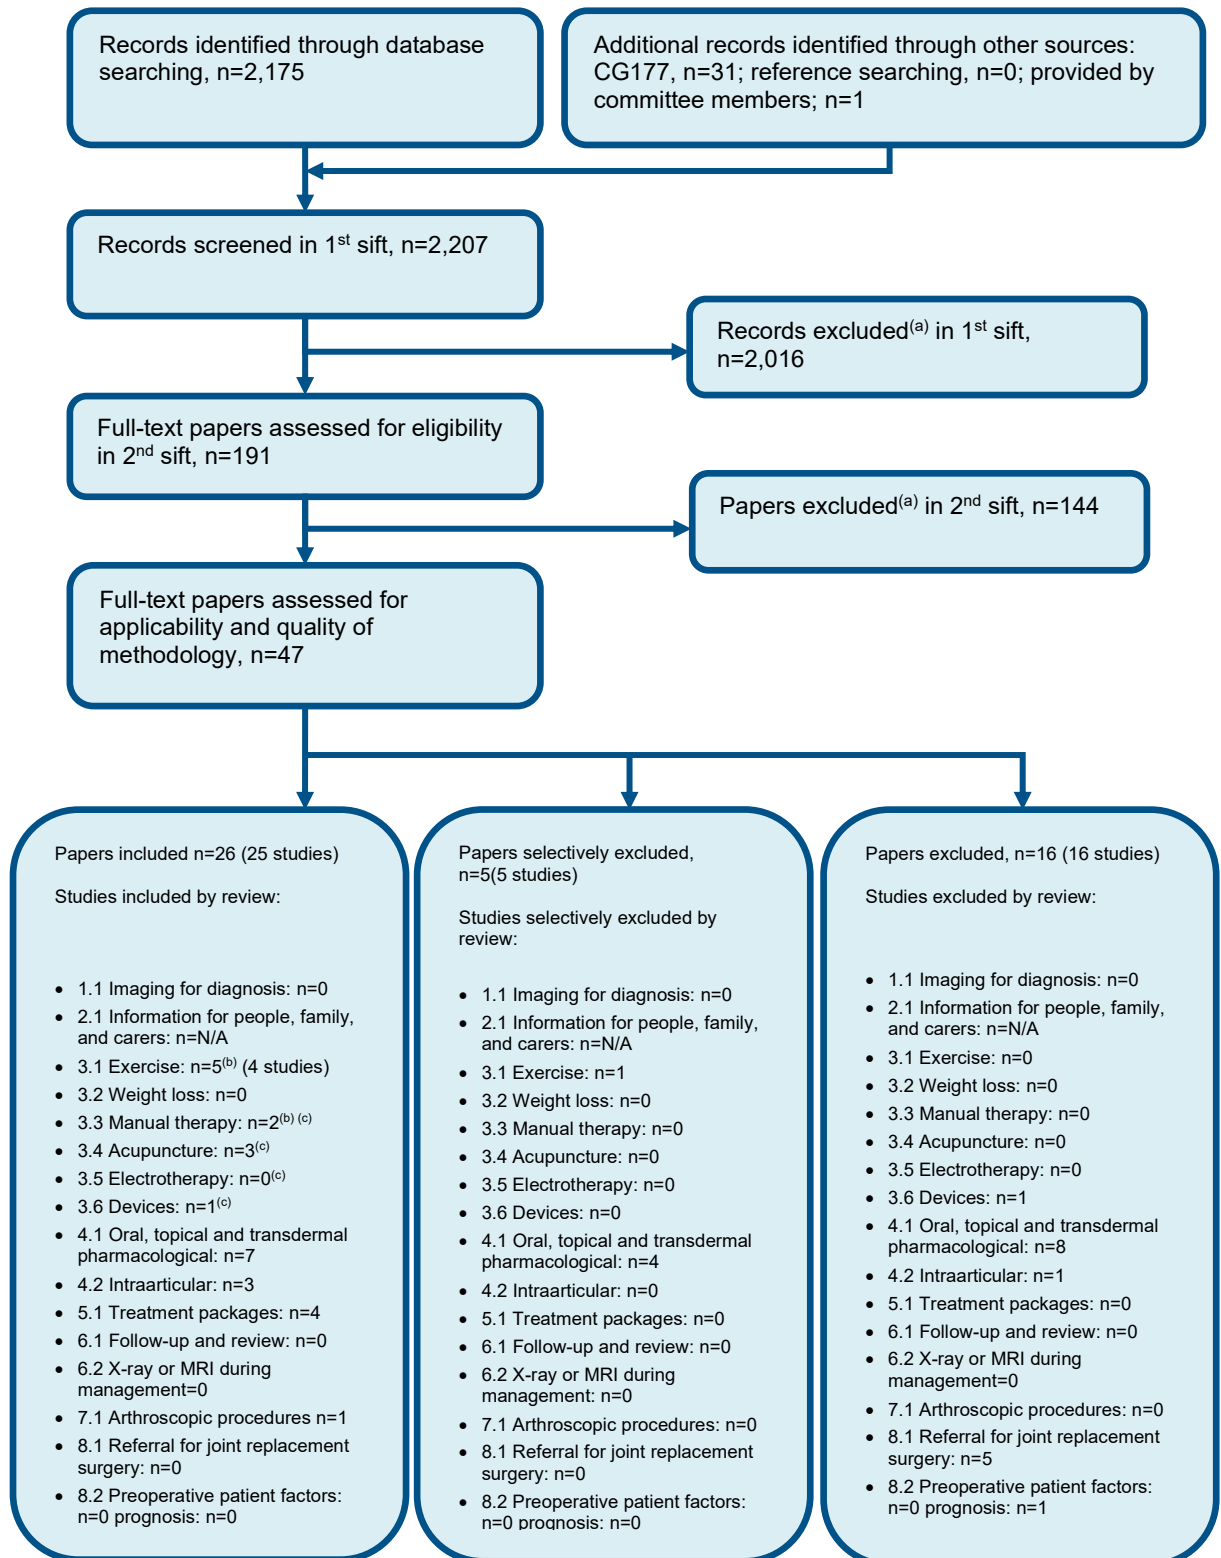 Records identified through database
searching, n=2,175
Additional records identified through other sources:
CG177, n=31; reference searching, n=0; provided by
committee members; n=1
Records screened in 1st sift, n=2,207
Records excluded(a) in 1st sift,
n=2,016
Full-text papers assessed for eligibility
in 2nd sift, n=191
Papers excluded(a) in 2nd sift, n=144
Full-text papers assessed for
applicability and quality of
methodology, n=47
Papers included n=26 (25 studies)
Studies included by review:
• 1.1 Imaging for diagnosis: n=0
• 2.1 Information for people, family,
and carers: n=N/A
• 3.1 Exercise: n=5(b) (4 studies)
• 3.2 Weight loss: n=0
• 3.3 Manual therapy: n=2(b) (c)
• 3.4 Acupuncture: n=3(c)
• 3.5 Electrotherapy: n=0(c)
• 3.6 Devices: n=1(c)
• 4.1 Oral, topical and transdermal
pharmacological: n=7
• 4.2 Intraarticular: n=3
• 5.1 Treatment packages: n=4
• 6.1 Follow-up and review: n=0
• 6.2 X-ray or MRI during
management=0
• 7.1 Arthroscopic procedures n=1
• 8.1 Referral for joint replacement
surgery: n=0
• 8.2 Preoperative patient factors:
n=0 prognosis: n=0
Papers selectively excluded,
n=5(5 studies)
Studies selectively excluded by
review:
• 1.1 Imaging for diagnosis: n=0
• 2.1 Information for people, family,
and carers: n=N/A
• 3.1 Exercise: n=1
• 3.2 Weight loss: n=0
• 3.3 Manual therapy: n=0
• 3.4 Acupuncture: n=0
• 3.5 Electrotherapy: n=0
• 3.6 Devices: n=0
• 4.1 Oral, topical and transdermal
pharmacological: n=4
• 4.2 Intraarticular: n=0
• 5.1 Treatment packages: n=0
• 6.1 Follow-up and review: n=0
• 6.2 X-ray or MRI during
management: n=0
• 7.1 Arthroscopic procedures: n=0
• 8.1 Referral for joint replacement
surgery: n=0
• 8.2 Preoperative patient factors:
n=0 prognosis: n=0
Papers excluded, n=16 (16 studies)
Studies excluded by review:
• 1.1 Imaging for diagnosis: n=0
• 2.1 Information for people, family,
and carers: n=N/A
• 3.1 Exercise: n=0
• 3.2 Weight loss: n=0
• 3.3 Manual therapy: n=0
• 3.4 Acupuncture: n=0
• 3.5 Electrotherapy: n=0
• 3.6 Devices: n=1
• 4.1 Oral, topical and transdermal
pharmacological: n=8
• 4.2 Intraarticular: n=1
• 5.1 Treatment packages: n=0
• 6.1 Follow-up and review: n=0
• 6.2 X-ray or MRI during
management=0
• 7.1 Arthroscopic procedures: n=0
• 8.1 Referral for joint replacement
surgery: n=5
• 8.2 Preoperative patient factors:
n=0 prognosis: n=1